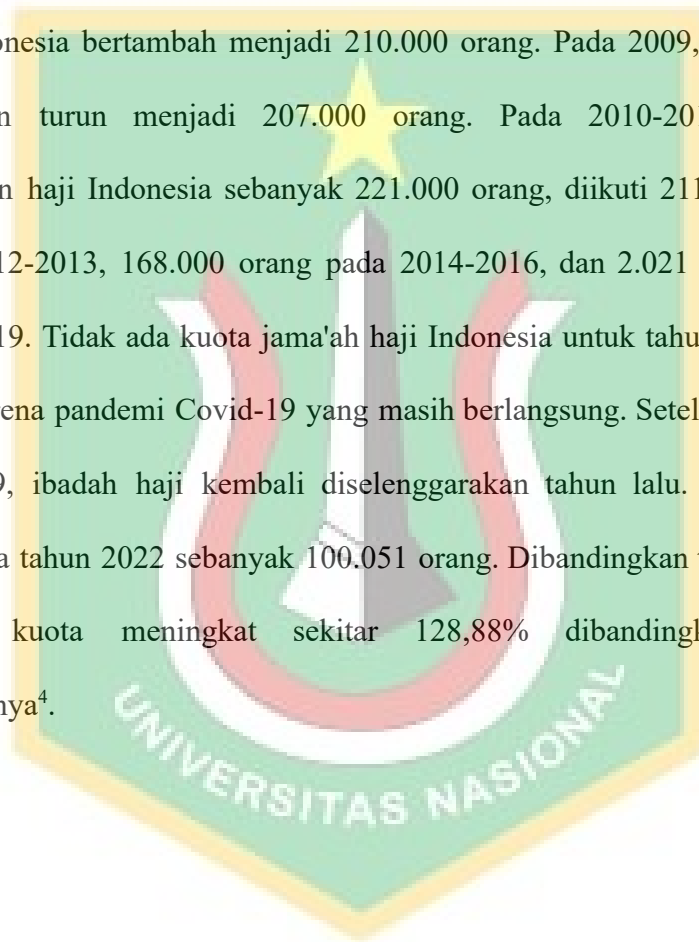 onesia bertambah menjadi 210.000 orang. Pada 2009,
n turun menjadi 207.000 orang. Pada 2010-20
n haji Indonesia sebanyak 221.000 orang, diikuti 211
12-2013, 168.000 orang pada 2014-2016, dan 2.021
19. Tidak ada kuota jama'ah haji Indonesia untuk tahu
rena pandemi Covid-19 yang masih berlangsung. Setel
9, ibadah haji kembali diselenggarakan tahun lalu.
a tahun 2022 sebanyak 100.051 orang. Dibandingkan
kuota meningkat sekitar 128,88% dibandingk
nya⁴.
UNIVERSITAS NASIONAL